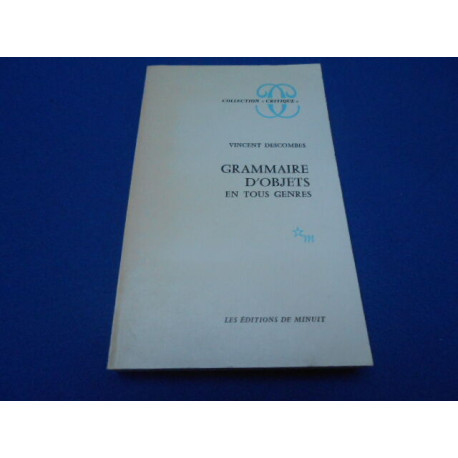 COLLECTION « CRITIQUE »
VINCENT DESCOMBES
GRAMMAIRE
D'OBJETS
EN TOUS GENRES
m
LES ÉDITIONS DE MINUIT